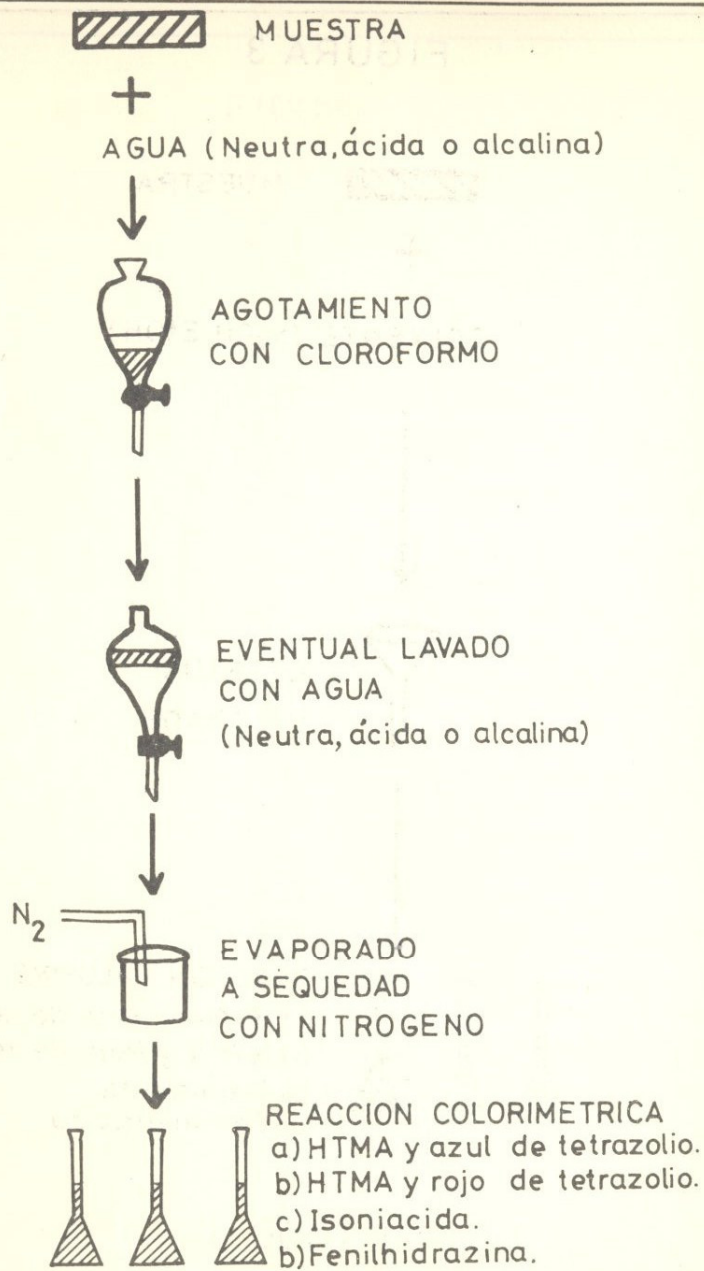 MUESTRA
+
AGUA (Neutra, ácida o alcalina)
AGOTAMIENTO
CON CLOROFORMO
EVENTUAL LAVADO
CON AGUA
(Neutra, ácida o alcalina)
N2
EVAPORADO
A SEQUEDAD
CON NITROGENO
REACCION COLORIMETRICA
a) HTMA y azul de tetrazolio.
b) HTMA y rojo de tetrazolio.
c) Isoniacida.
b) Fenilhidrazina.